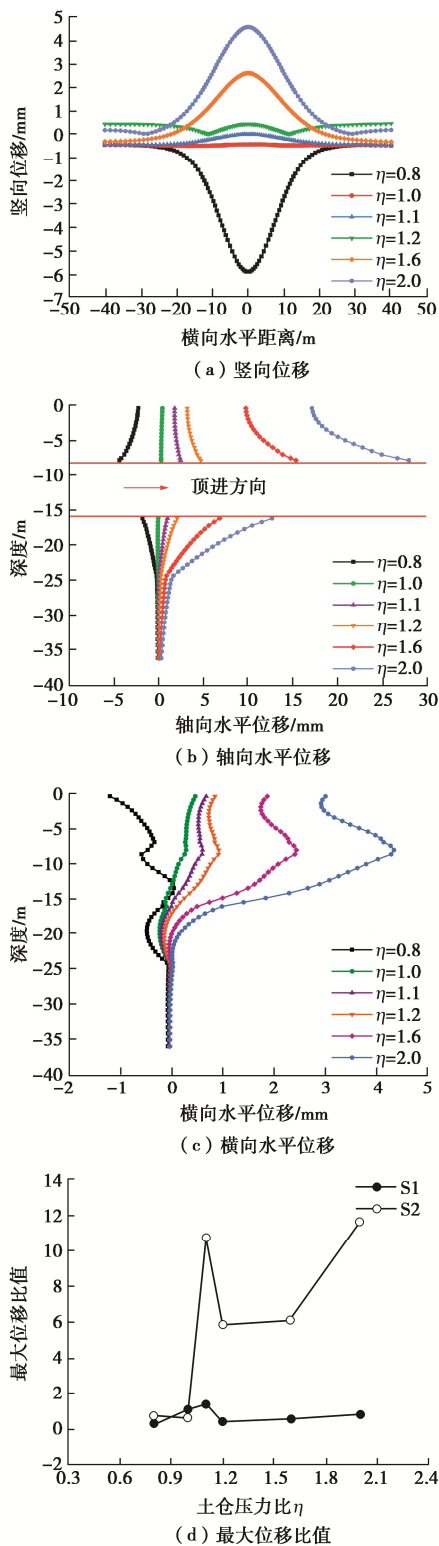 5
4
3
2
1
0
-1
-2
-3
-4
-5
-6
-7
竖向位移/mm
η=0.8
η=1.0
η=1.1
η=1.2
η=1.6
η=2.0
-50 -40 -30 -20 -10 0 10 20 30 40 50
横向水平距离/m
(a) 竖向位移
0
-5
-10
-15
-20
-25
-30
-35
-40
深度/m
顶进方向
η=0.8
η=1.0
η=1.1
η=1.2
η=1.6
η=2.0
-10 -5 0 5 10 15 20 25 30
轴向水平位移/mm
(b) 轴向水平位移
0
-5
-10
-15
-20
-25
-30
-35
-40
深度/m
η=0.8
η=1.0
η=1.1
η=1.2
η=1.6
η=2.0
-2 -1 0 1 2 3 4 5
横向水平位移/mm
(c) 横向水平位移
14
12
10
8
6
4
2
0
-2
最大位移比值
S1
S2
0.3 0.6 0.9 1.2 1.5 1.8 2.1 2.4
土仓压力比η
(d) 最大位移比值